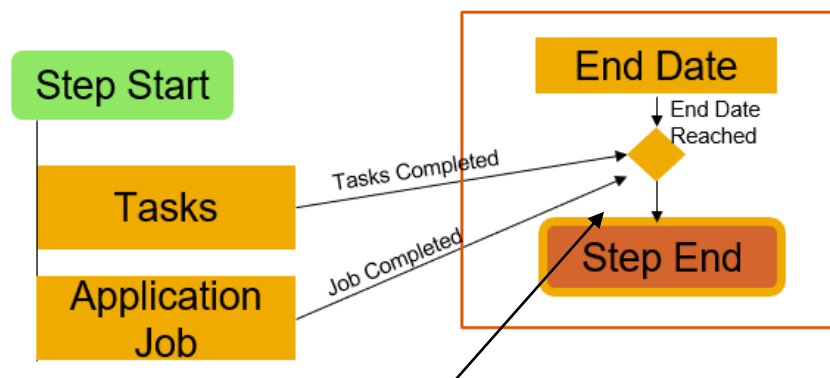 Step Start
End Date
End Date
Reached
Tasks Completed
Tasks
Job Completed
Step End
Application
Job